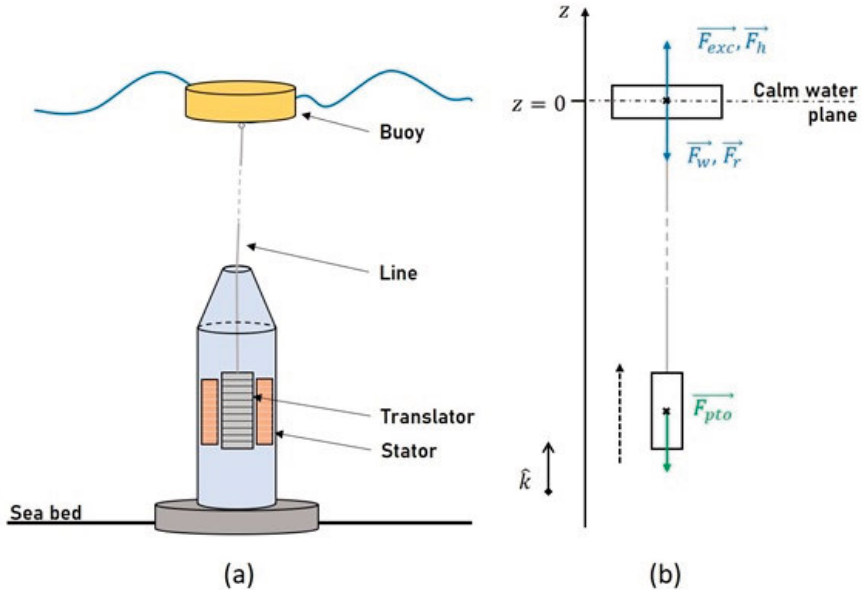 Buoy
Line
Translator
Stator
Sea bed
(a)
z
F_exc, F_h
z = 0
Calm water
plane
F_w, F_r
F_pto
k̂
(b)